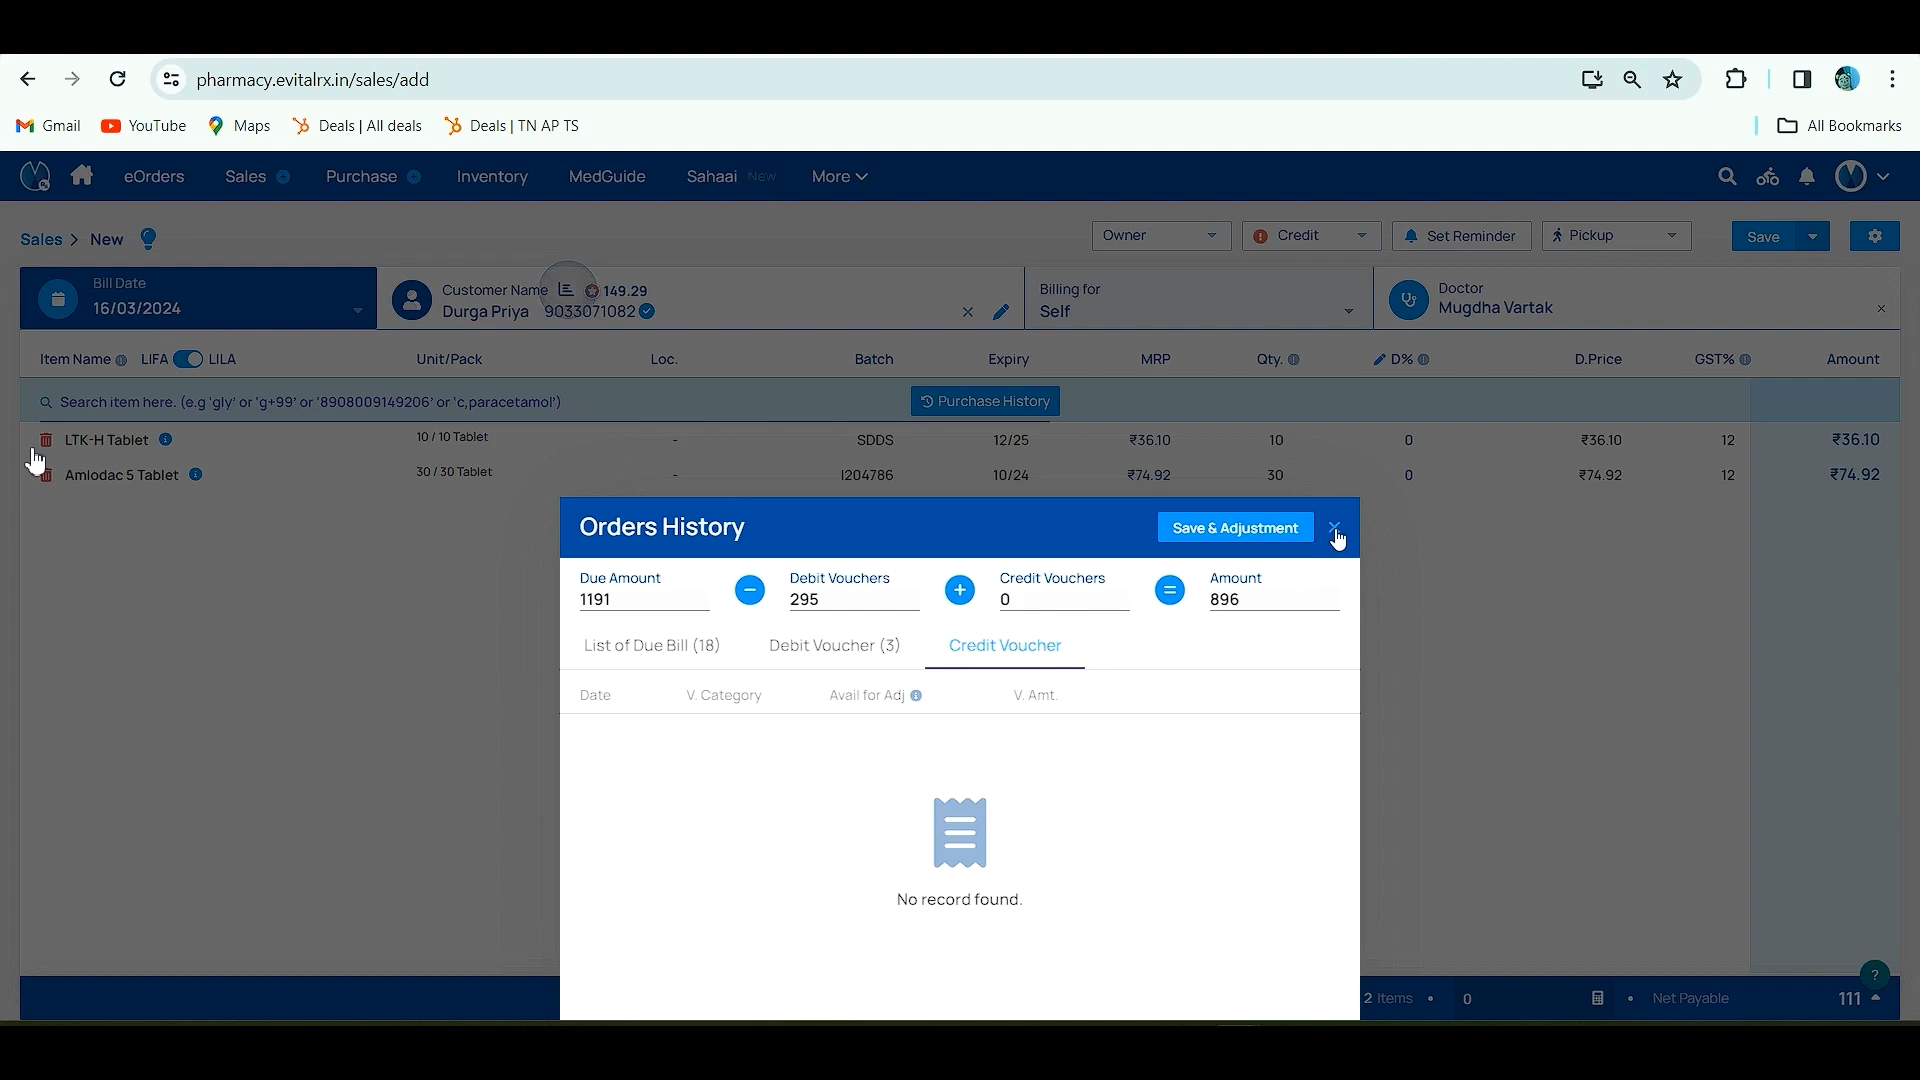 pharmacy.evitalrx.in/sales/add
Gmail YouTube Maps Deals | All deals Deals | TN AP TS All Bookmarks
eOrders Sales Purchase Inventory MedGuide Sahaai New More
Sales > New Owner Credit Set Reminder Pickup Save
Bill Date
16/03/2024
Customer Name 149.29
Durga Priya 9033071082
Billing for
Self
Doctor
Mugdha Vartak
Item Name LIFA LILA Unit/Pack Loc. Batch Expiry MRP Qty. D% D.Price GST% Amount
Search item here. (e.g 'gly' or 'g+99' or '8908009149206' or 'c,paracetamol') Purchase History
LTK-H Tablet 10 / 10 Tablet - SDDS 12/25 ₹36.10 10 0 ₹36.10 12 ₹36.10
Amlodac 5 Tablet 30 / 30 Tablet - I204786 10/24 ₹74.92 30 0 ₹74.92 12 ₹74.92
Orders History Save & Adjustment
Due Amount Debit Vouchers Credit Vouchers Amount
1191 − 295 + 0 = 896
List of Due Bill (18) Debit Voucher (3) Credit Voucher
Date V. Category Avail for Adj V. Amt.
No record found.
?
2 Items • 0 • Net Payable 111